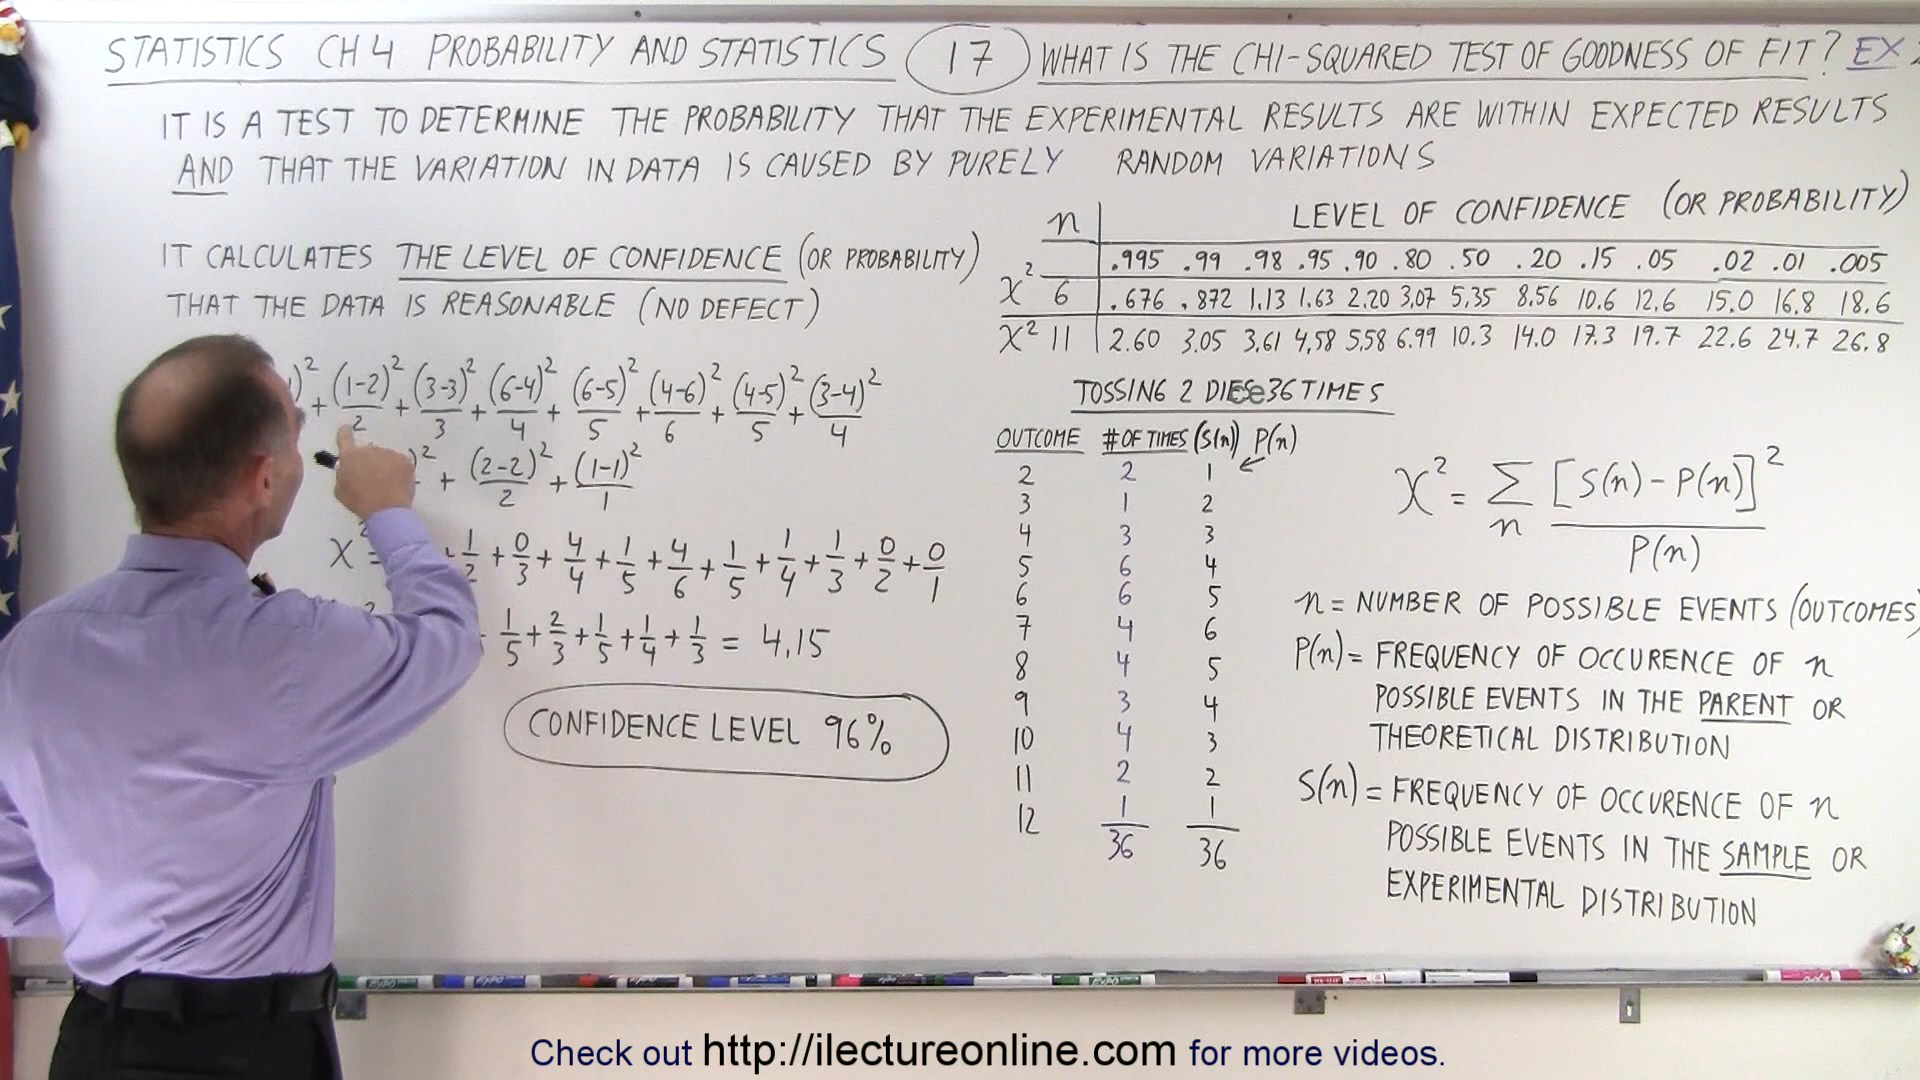 STATISTICS CH 4 PROBABILITY AND STATISTICS 17 WHAT IS THE CHI-SQUARED TEST OF GOODNESS OF FIT? EX
IT IS A TEST TO DETERMINE THE PROBABILITY THAT THE EXPERIMENTAL RESULTS ARE WITHIN EXPECTED RESULTS
AND THAT THE VARIATION IN DATA IS CAUSED BY PURELY RANDOM VARIATIONS
IT CALCULATES THE LEVEL OF CONFIDENCE (OR PROBABILITY)
THAT THE DATA IS REASONABLE (NO DEFECT)
)² + (1-2)²/2 + (3-3)²/3 + (6-4)²/4 + (6-5)²/5 + (4-6)²/6 + (4-5)²/5 + (3-4)²/4
)² + (2-2)²/2 + (1-1)²/1
χ² = + 1/2 + 0/3 + 4/4 + 1/5 + 4/6 + 1/5 + 1/4 + 1/3 + 0/2 + 0/1
1/5 + 2/3 + 1/5 + 1/4 + 1/3 = 4.15
CONFIDENCE LEVEL 96%
n LEVEL OF CONFIDENCE (OR PROBABILITY)
.995 .99 .98 .95 .90 .80 .50 .20 .15 .05 .02 .01 .005
χ² 6 .676 .872 1.13 1.63 2.20 3.07 5.35 8.56 10.6 12.6 15.0 16.8 18.6
χ² 11 2.60 3.05 3.61 4.58 5.58 6.99 10.3 14.0 17.3 19.7 22.6 24.7 26.8
TOSSING 2 36 TIMES
OUTCOME # OF TIMES (S(n)) P(n)
2 2 1
3 1 2
4 3 3
5 6 4
6 6 5
7 4 6
8 4 5
9 3 4
10 4 3
11 2 2
12 1 1
36 36
χ² = Σn [S(n) - P(n)]² / P(n)
n = NUMBER OF POSSIBLE EVENTS (OUTCOMES)
P(n) = FREQUENCY OF OCCURENCE OF n
POSSIBLE EVENTS IN THE PARENT OR
THEORETICAL DISTRIBUTION
S(n) = FREQUENCY OF OCCURENCE OF n
POSSIBLE EVENTS IN THE SAMPLE OR
EXPERIMENTAL DISTRIBUTION
Check out http://ilectureonline.com for more videos.